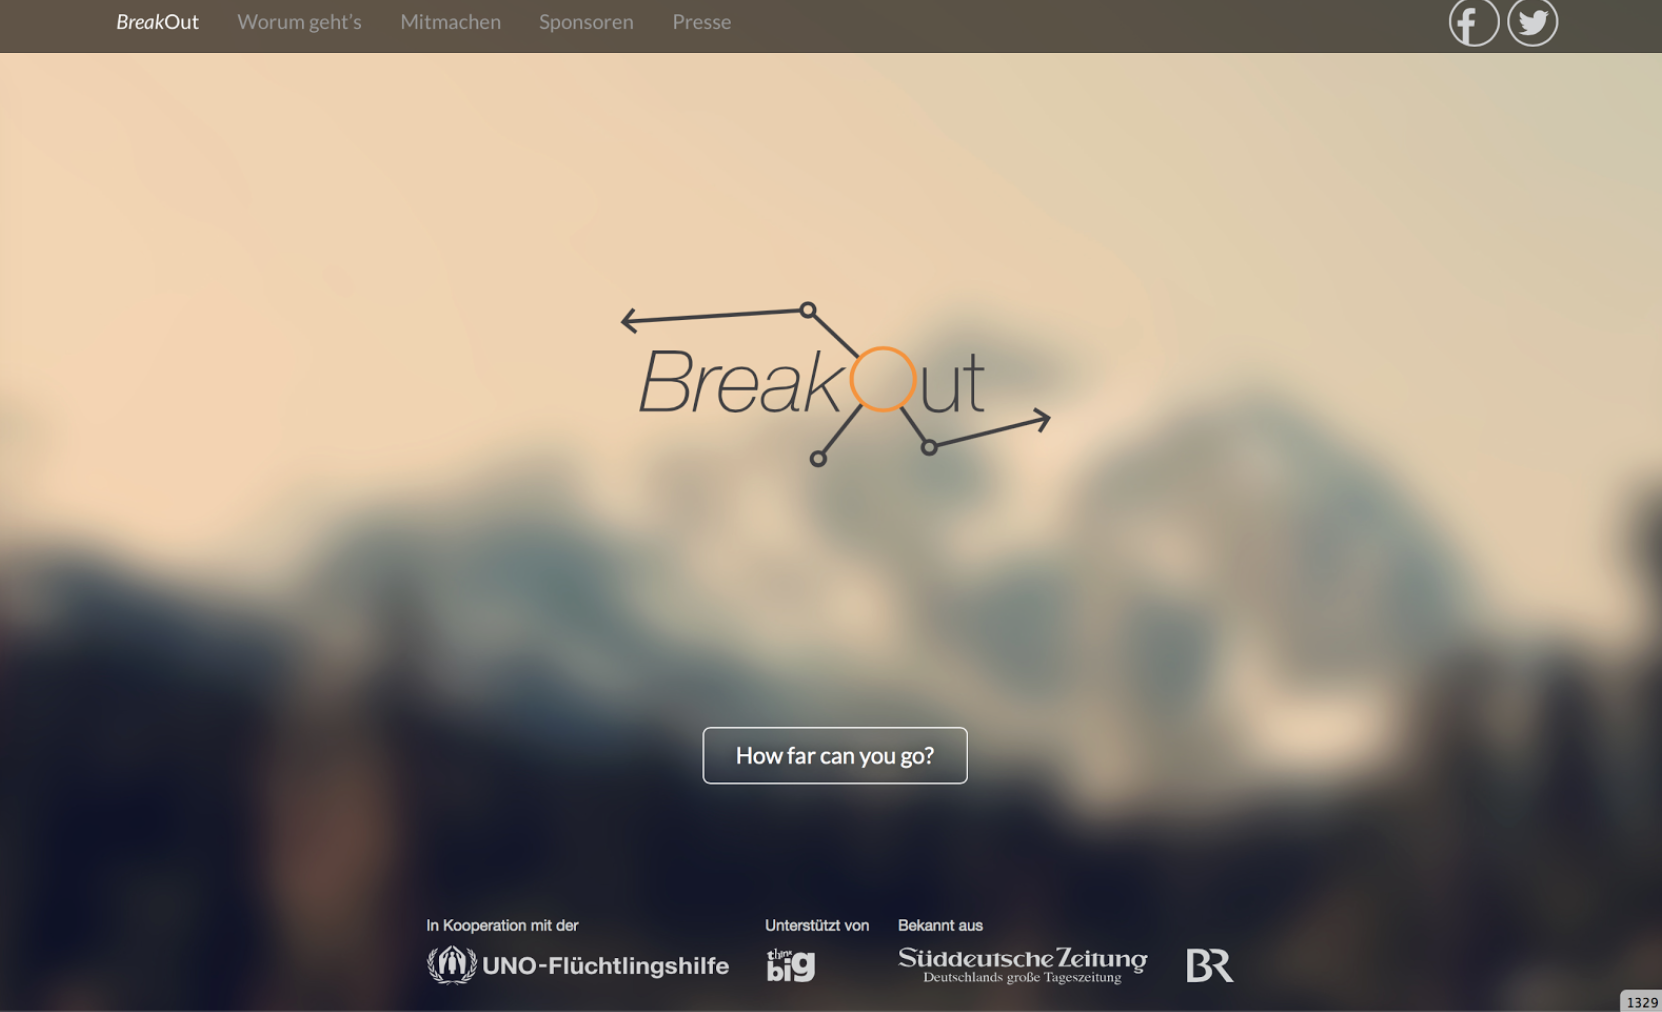 BreakOut
Worum geht's
Mitmachen
Sponsoren
Presse
BreakOut
How far can you go?
In Kooperation mit der
UNO-Flüchtlingshilfe
Unterstützt von
think
big
Bekannt aus
Süddeutsche Zeitung
Deutschlands große Tageszeitung
BR
1329